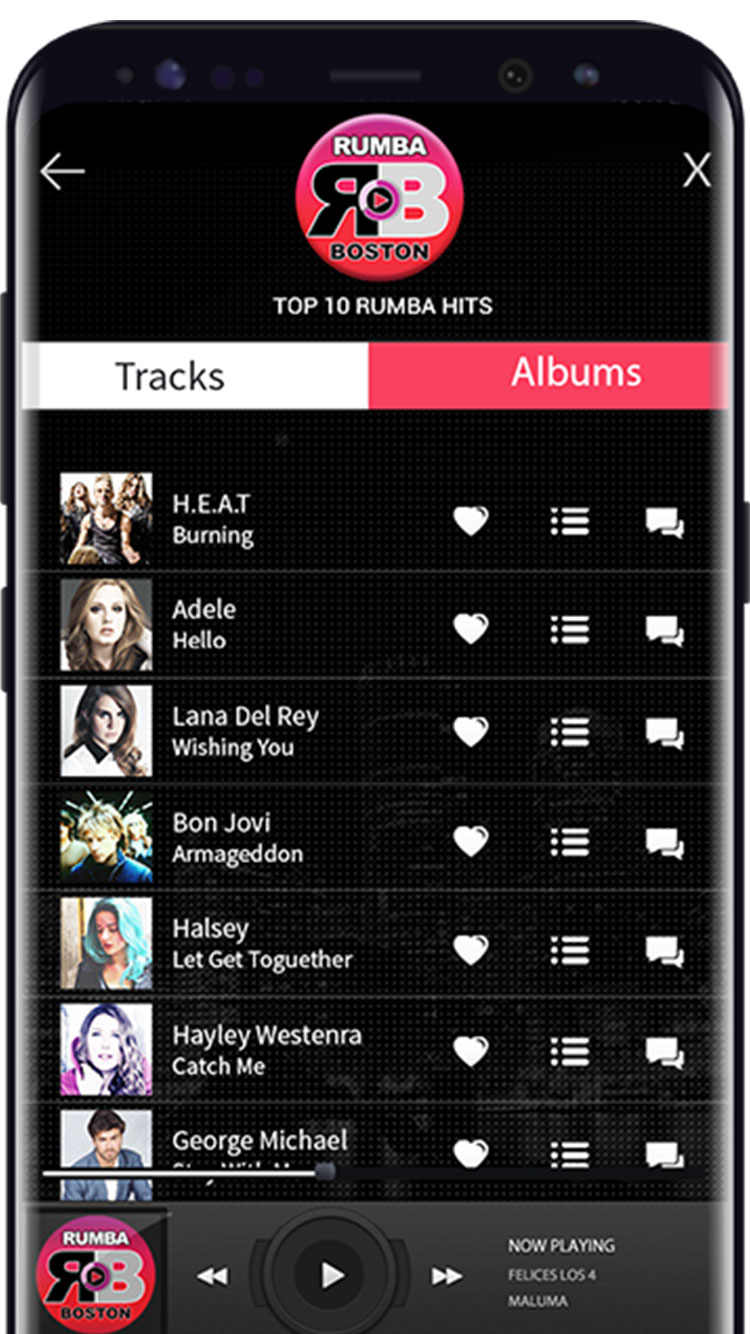 RUMBA
RB
BOSTON
X
TOP 10 RUMBA HITS
Tracks
Albums
H.E.A.T
Burning
Adele
Hello
Lana Del Rey
Wishing You
Bon Jovi
Armageddon
Halsey
Let Get Toguether
Hayley Westenra
Catch Me
George Michael
RUMBA
RB
BOSTON
NOW PLAYING
FELICES LOS 4
MALUMA